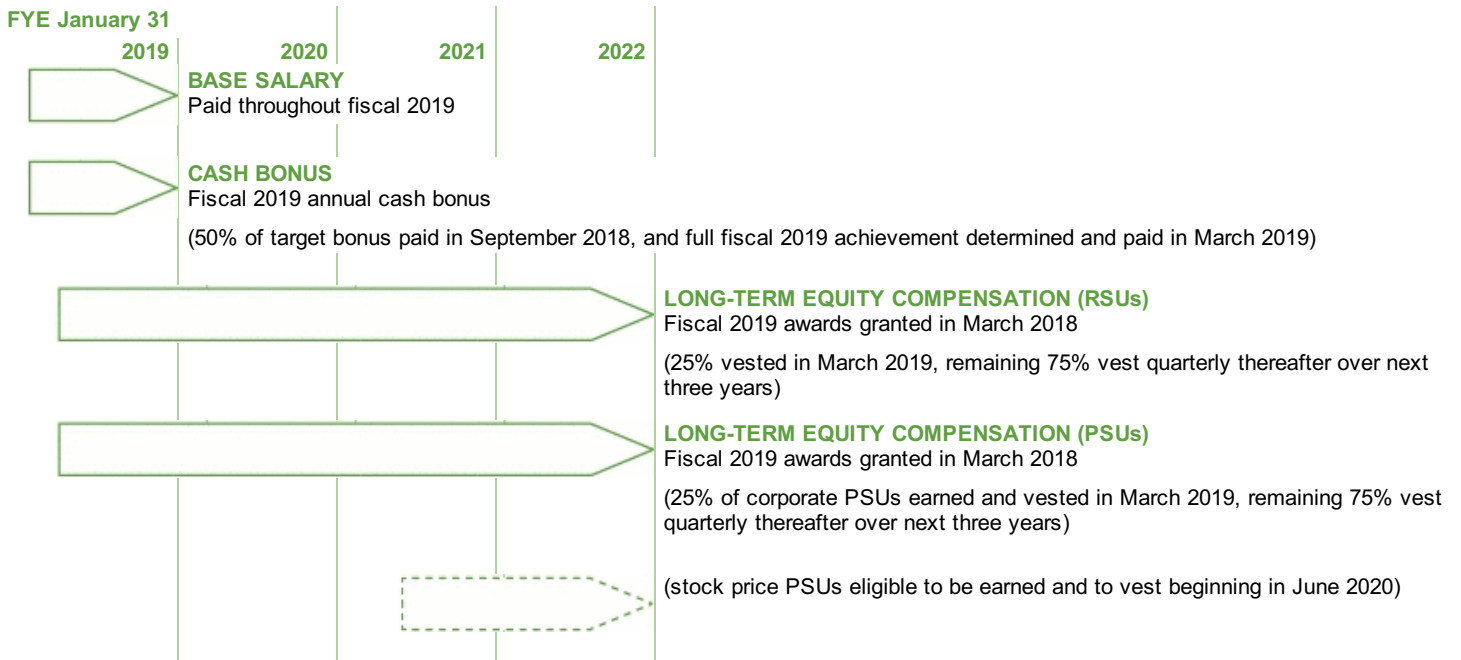 FYE January 31
2019 2020 2021 2022
BASE SALARY
Paid throughout fiscal 2019
CASH BONUS
Fiscal 2019 annual cash bonus
(50% of target bonus paid in September 2018, and full fiscal 2019 achievement determined and paid in March 2019)
LONG-TERM EQUITY COMPENSATION (RSUs)
Fiscal 2019 awards granted in March 2018
(25% vested in March 2019, remaining 75% vest quarterly thereafter over next
three years)
LONG-TERM EQUITY COMPENSATION (PSUs)
Fiscal 2019 awards granted in March 2018
(25% of corporate PSUs earned and vested in March 2019, remaining 75% vest
quarterly thereafter over next three years)
(stock price PSUs eligible to be earned and to vest beginning in June 2020)